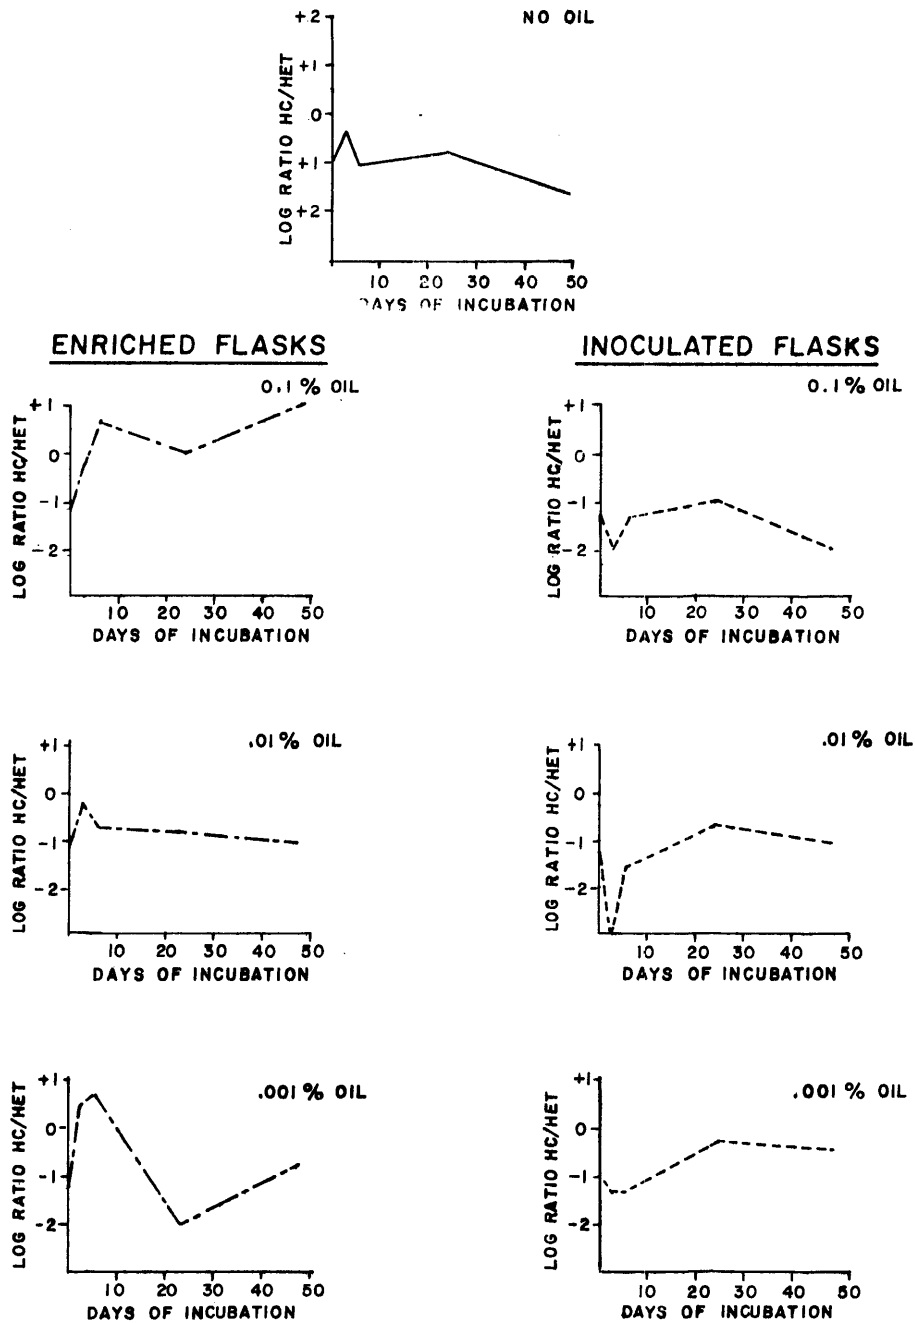 NO OIL
LOG RATIO HC/HET
+2
+1
0
+1
+2
10 20 30 40 50
DAYS OF INCUBATION
ENRICHED FLASKS
INOCULATED FLASKS
0.1% OIL
LOG RATIO HC/HET
+1
0
-1
-2
10 20 30 40 50
DAYS OF INCUBATION
0.1% OIL
LOG RATIO HC/HET
+1
0
-1
-2
10 20 30 40 50
DAYS OF INCUBATION
.01% OIL
LOG RATIO HC/HET
+1
0
-1
-2
10 20 30 40 50
DAYS OF INCUBATION
.01% OIL
LOG RATIO HC/HET
+1
0
-1
-2
10 20 30 40 50
DAYS OF INCUBATION
.001% OIL
LOG RATIO HC/HET
+1
0
-1
-2
10 20 30 40 50
DAYS OF INCUBATION
.001% OIL
LOG RATIO HC/HET
+1
0
-1
-2
10 20 30 40 50
DAYS OF INCUBATION